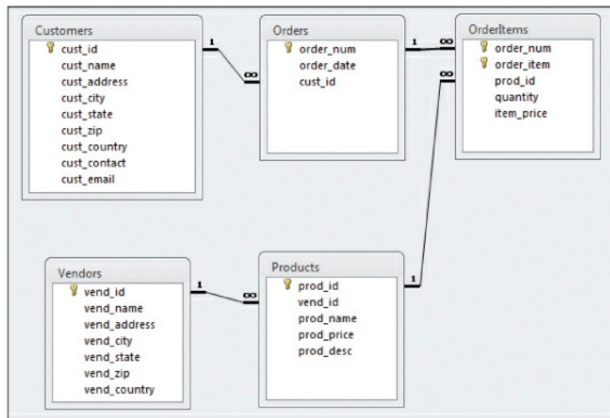 Customers
cust_id
cust_name
cust_address
cust_city
cust_state
cust_zip
cust_country
cust_contact
cust_email
1
∞
Orders
order_num
order_date
cust_id
1
∞
OrderItems
order_num
order_item
prod_id
quantity
item_price
∞
Vendors
vend_id
vend_name
vend_address
vend_city
vend_state
vend_zip
vend_country
1
∞
Products
prod_id
vend_id
prod_name
prod_price
prod_desc
1